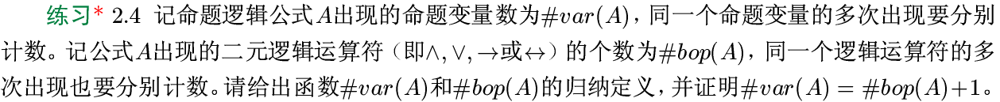 练习* 2.4 记命题逻辑公式A出现的命题变量数为#var(A)，同一个命题变量的多次出现要分别
计数。记公式A出现的二元逻辑运算符（即∧,∨,→或↔）的个数为#bop(A)，同一个逻辑运算符的多
次出现也要分别计数。请给出函数#var(A)和#bop(A)的归纳定义，并证明#var(A) = #bop(A)+1。